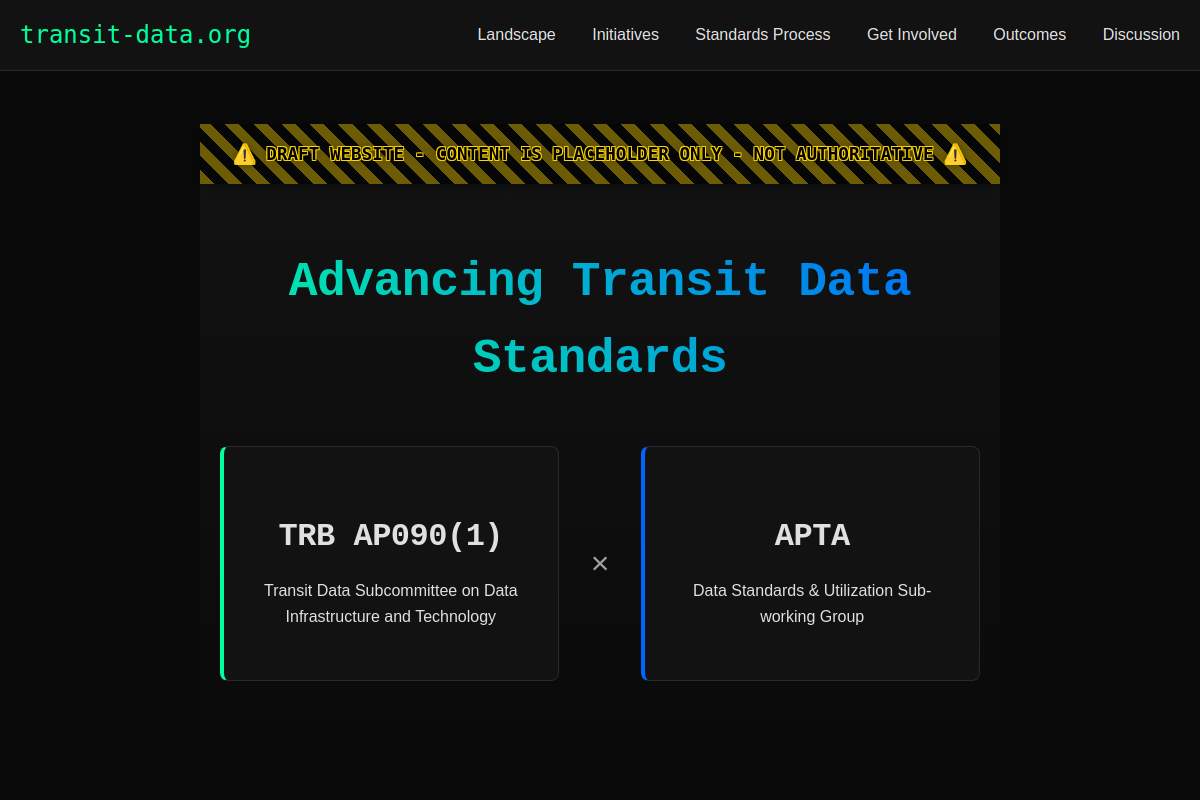 transit-data.org
Landscape Initiatives Standards Process Get Involved Outcomes Discussion
⚠️ DRAFT WEBSITE - CONTENT IS PLACEHOLDER ONLY - NOT AUTHORITATIVE ⚠️
Advancing Transit Data
Standards
TRB AP090(1)
Transit Data Subcommittee on Data
Infrastructure and Technology
×
APTA
Data Standards & Utilization Sub-
working Group